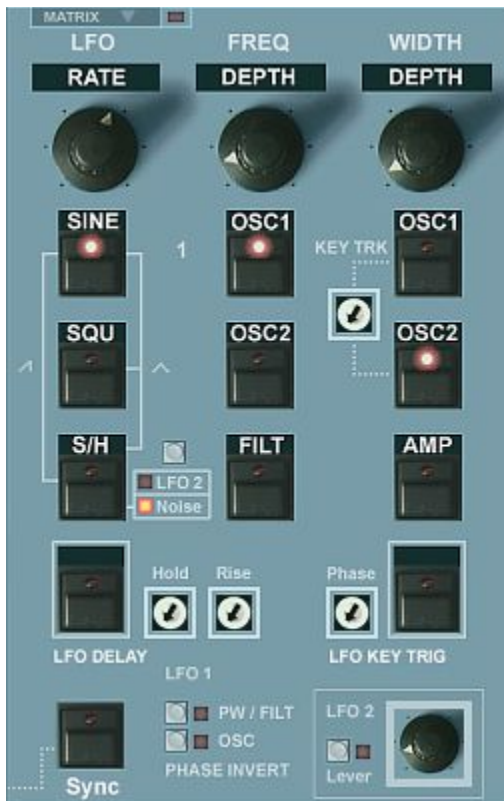 MATRIX
LFO FREQ WIDTH
RATE DEPTH DEPTH
SINE OSC1 OSC1
1 KEY TRK
SQU OSC2 OSC2
S/H FILT AMP
LFO 2
Noise
Hold Rise Phase
LFO DELAY LFO KEY TRIG
LFO 1
PW / FILT LFO 2
OSC
Lever
PHASE INVERT
Sync